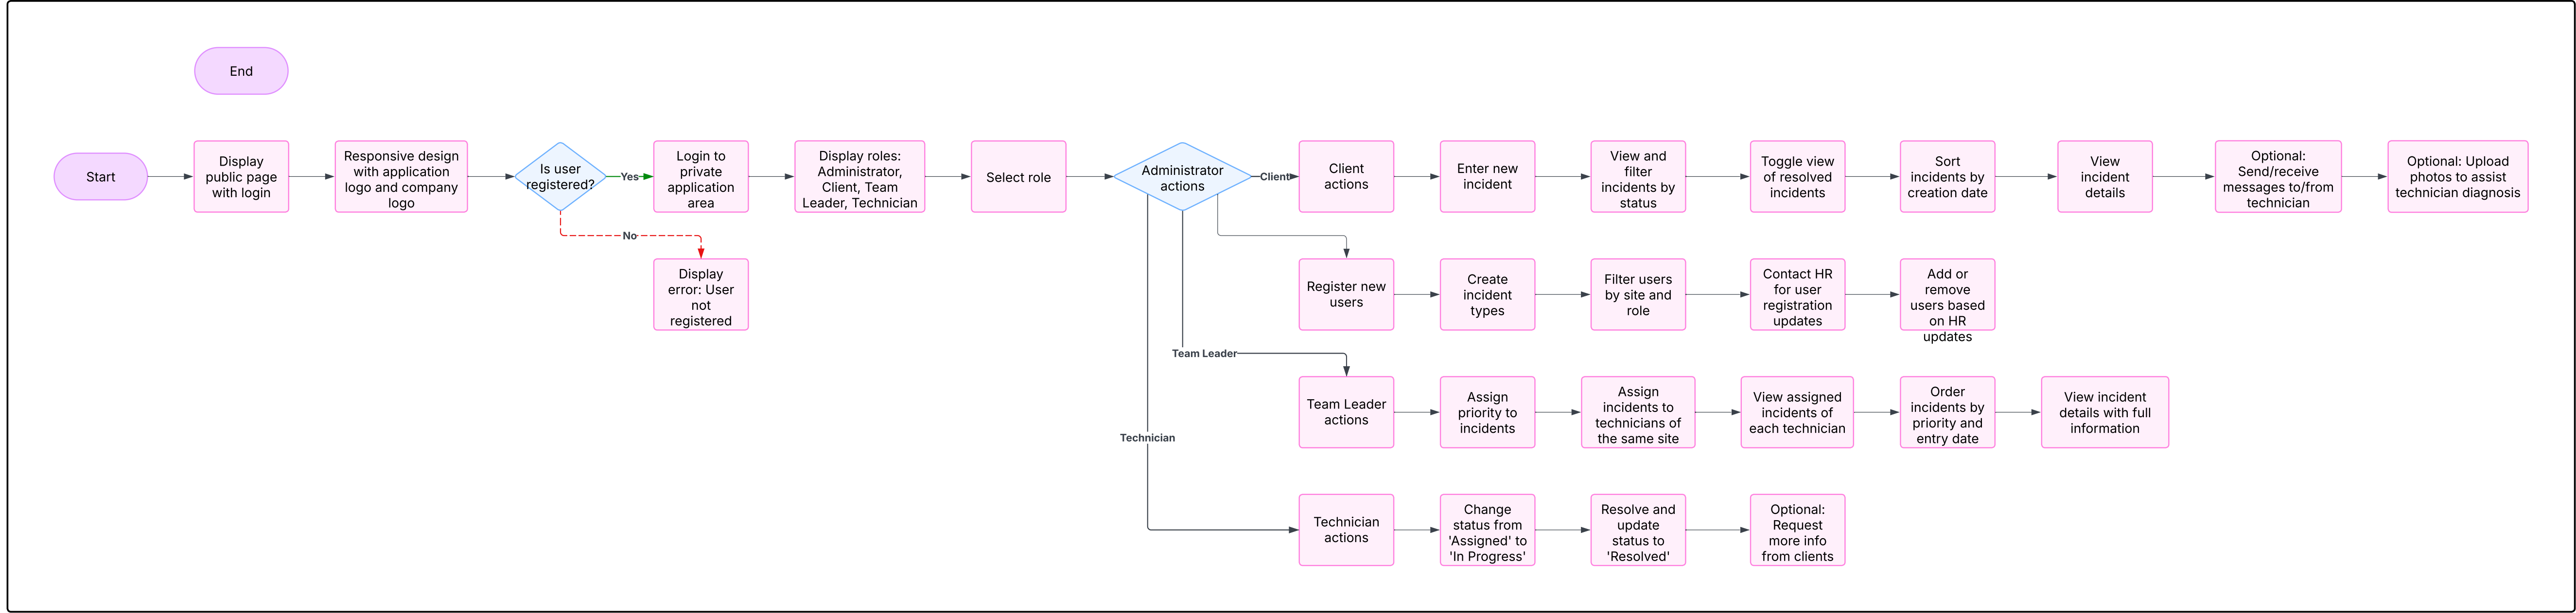 End
Start
Display
public page
with login
Responsive design
with application
logo and company
logo
Is user
registered?
Yes
No
Login to
private
application
area
Display
error: User
not
registered
Display roles:
Administrator,
Client, Team
Leader, Technician
Select role
Administrator
actions
Client
Team Leader
Technician
Client
actions
Enter new
incident
View and
filter
incidents by
status
Toggle view
of resolved
incidents
Sort
incidents by
creation date
View
incident
details
Optional:
Send/receive
messages to/from
technician
Optional: Upload
photos to assist
technician diagnosis
Register new
users
Create
incident
types
Filter users
by site and
role
Contact HR
for user
registration
updates
Add or
remove
users based
on HR
updates
Team Leader
actions
Assign
priority to
incidents
Assign
incidents to
technicians of
the same site
View assigned
incidents of
each technician
Order
incidents by
priority and
entry date
View incident
details with full
information
Technician
actions
Change
status from
'Assigned' to
'In Progress'
Resolve and
update
status to
'Resolved'
Optional:
Request
more info
from clients